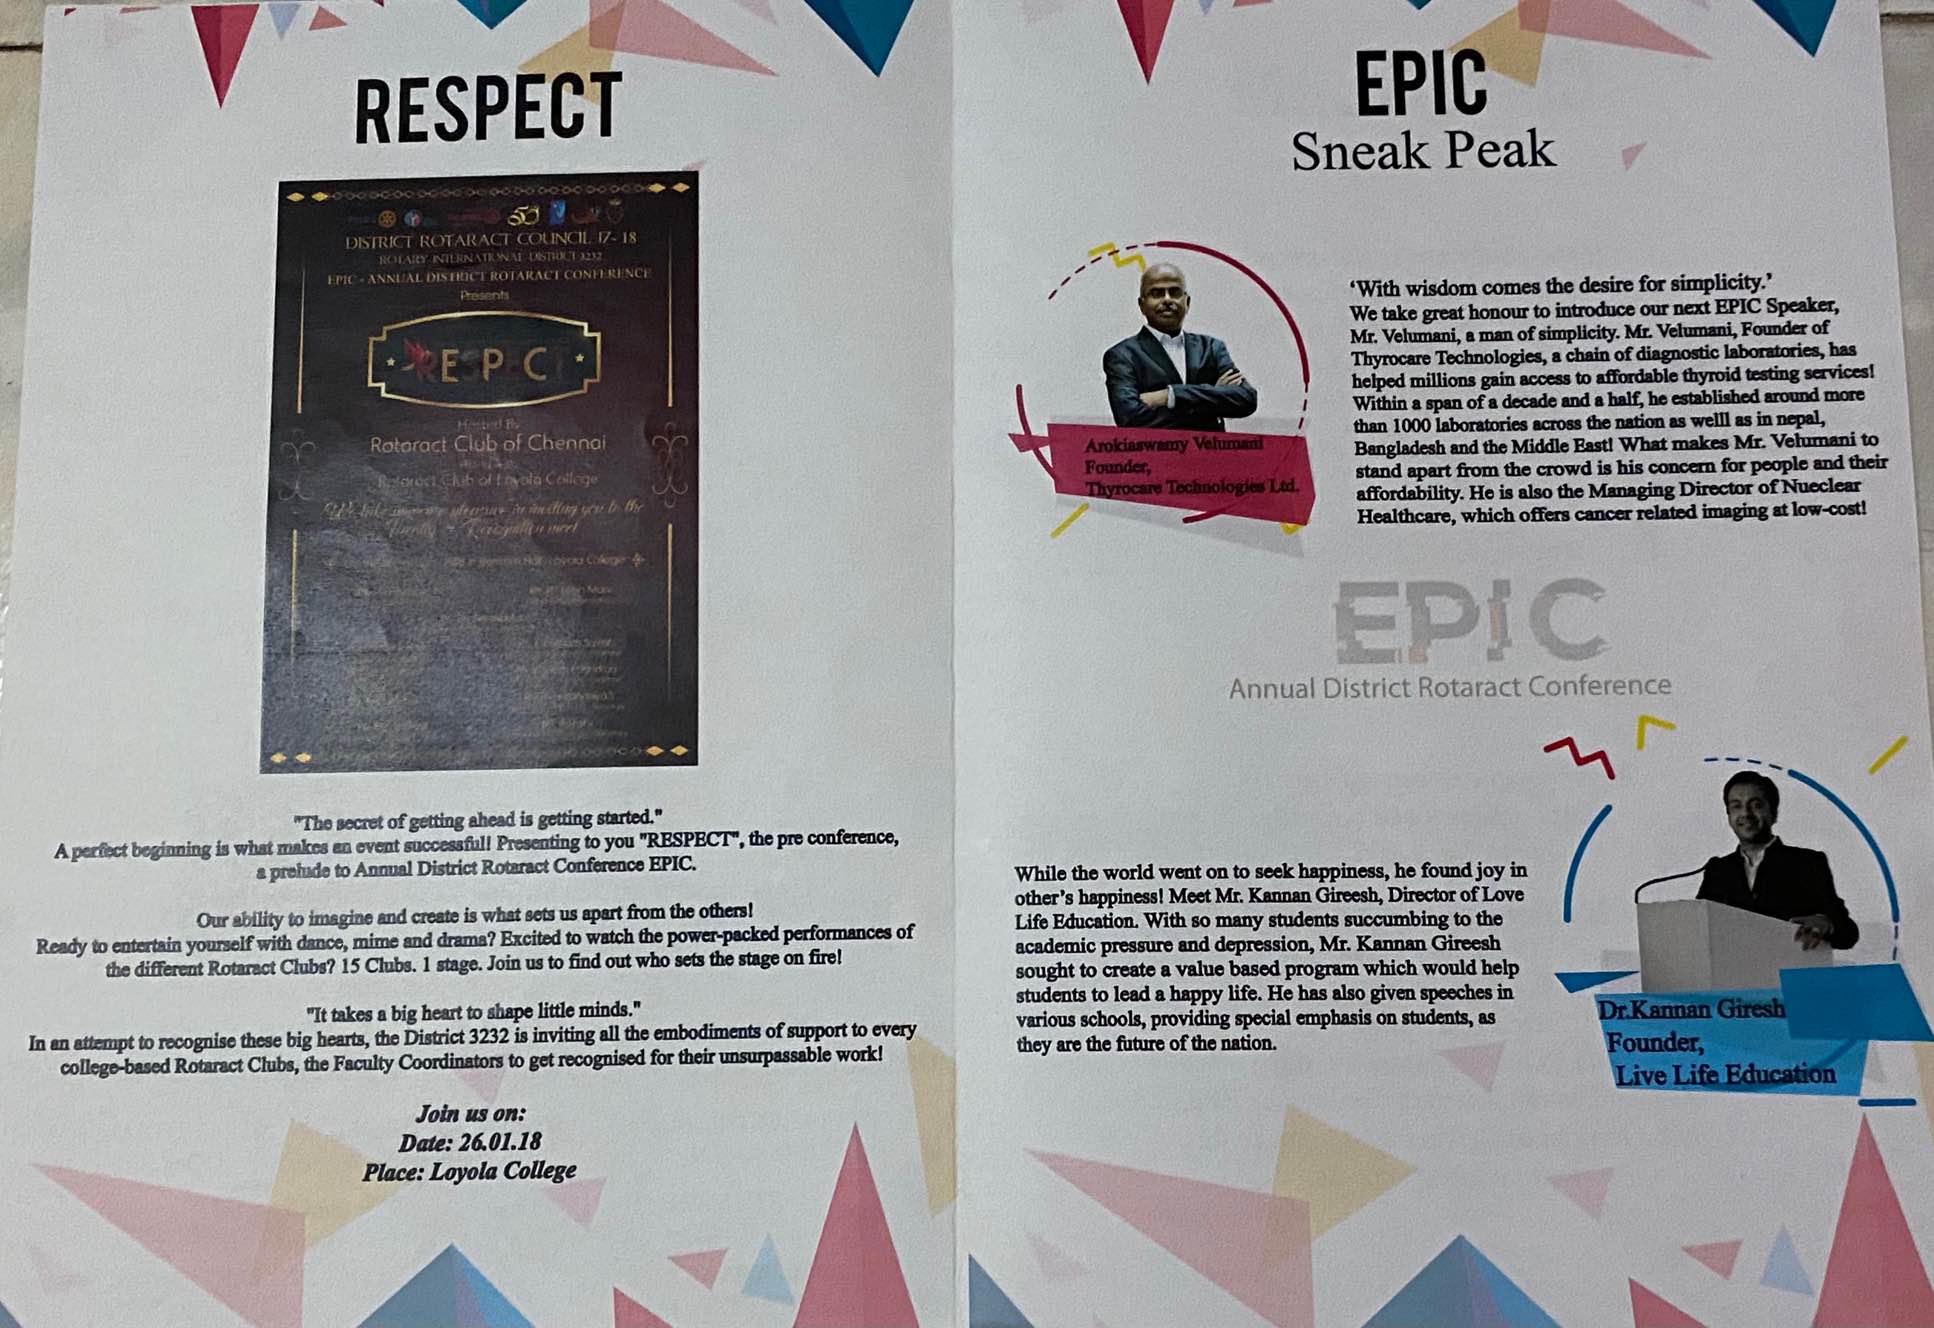 RESPECT
DISTRICT ROTARACT COUNCIL 17-18
ROTARY INTERNATIONAL DISTRICT 3232
EPIC - ANNUAL DISTRICT ROTARACT CONFERENCE
Presents
RESPECT
Hosted By
Rotaract Club of Chennai
Rotaract Club of Loyola College
inviting you to the
Recognition meet
Loyola College
"The secret of getting ahead is getting started."
A perfect beginning is what makes an event successful! Presenting to you "RESPECT", the pre conference,
a prelude to Annual District Rotaract Conference EPIC.
Our ability to imagine and create is what sets us apart from the others!
Ready to entertain yourself with dance, mime and drama? Excited to watch the power-packed performances of
the different Rotaract Clubs? 15 Clubs. 1 stage. Join us to find out who sets the stage on fire!
"It takes a big heart to shape little minds."
In an attempt to recognise these big hearts, the District 3232 is inviting all the embodiments of support to every
college-based Rotaract Clubs, the Faculty Coordinators to get recognised for their unsurpassable work!
Join us on:
Date: 26.01.18
Place: Loyola College
EPIC
Sneak Peak
Arokiaswamy Velumani
Founder,
Thyrocare Technologies Ltd.
‘With wisdom comes the desire for simplicity.’
We take great honour to introduce our next EPIC Speaker,
Mr. Velumani, a man of simplicity. Mr. Velumani, Founder of
Thyrocare Technologies, a chain of diagnostic laboratories, has
helped millions gain access to affordable thyroid testing services!
Within a span of a decade and a half, he established around more
than 1000 laboratories across the nation as welll as in nepal,
Bangladesh and the Middle East! What makes Mr. Velumani to
stand apart from the crowd is his concern for people and their
affordability. He is also the Managing Director of Nueclear
Healthcare, which offers cancer related imaging at low-cost!
EPIC
Annual District Rotaract Conference
While the world went on to seek happiness, he found joy in
other’s happiness! Meet Mr. Kannan Gireesh, Director of Love
Life Education. With so many students succumbing to the
academic pressure and depression, Mr. Kannan Gireesh
sought to create a value based program which would help
students to lead a happy life. He has also given speeches in
various schools, providing special emphasis on students, as
they are the future of the nation.
Dr.Kannan Giresh
Founder,
Live Life Education